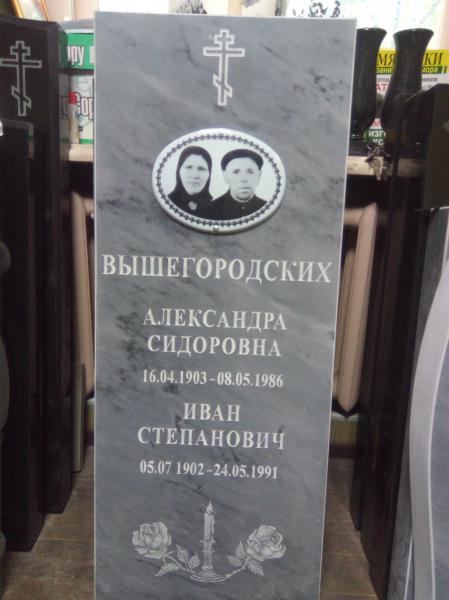 ВЫШЕГОРОДСКИХ
АЛЕКСАНДРА
СИДОРОВНА
16.04.1903-08.05.1986
ИВАН
СТЕПАНОВИЧ
05.07 1902-24.05.1991